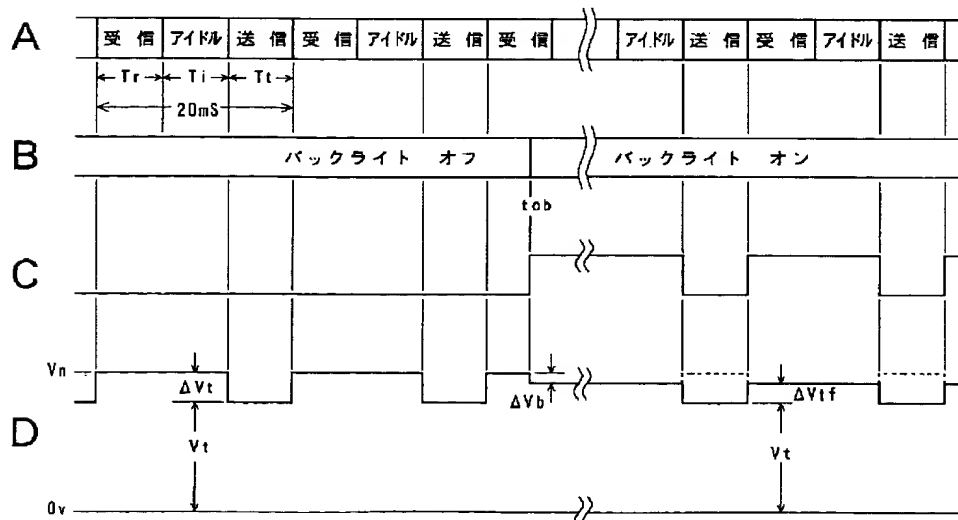 A 受信 アイドル 送信 受信 アイドル 送信 受信 アイドル 送信 受信 アイドル 送信
Tr Ti Tt
20mS
B バックライト オフ バックライト オン
tob
C
Vn
ΔVt ΔVb ΔVtf
D Vt Vt
0v